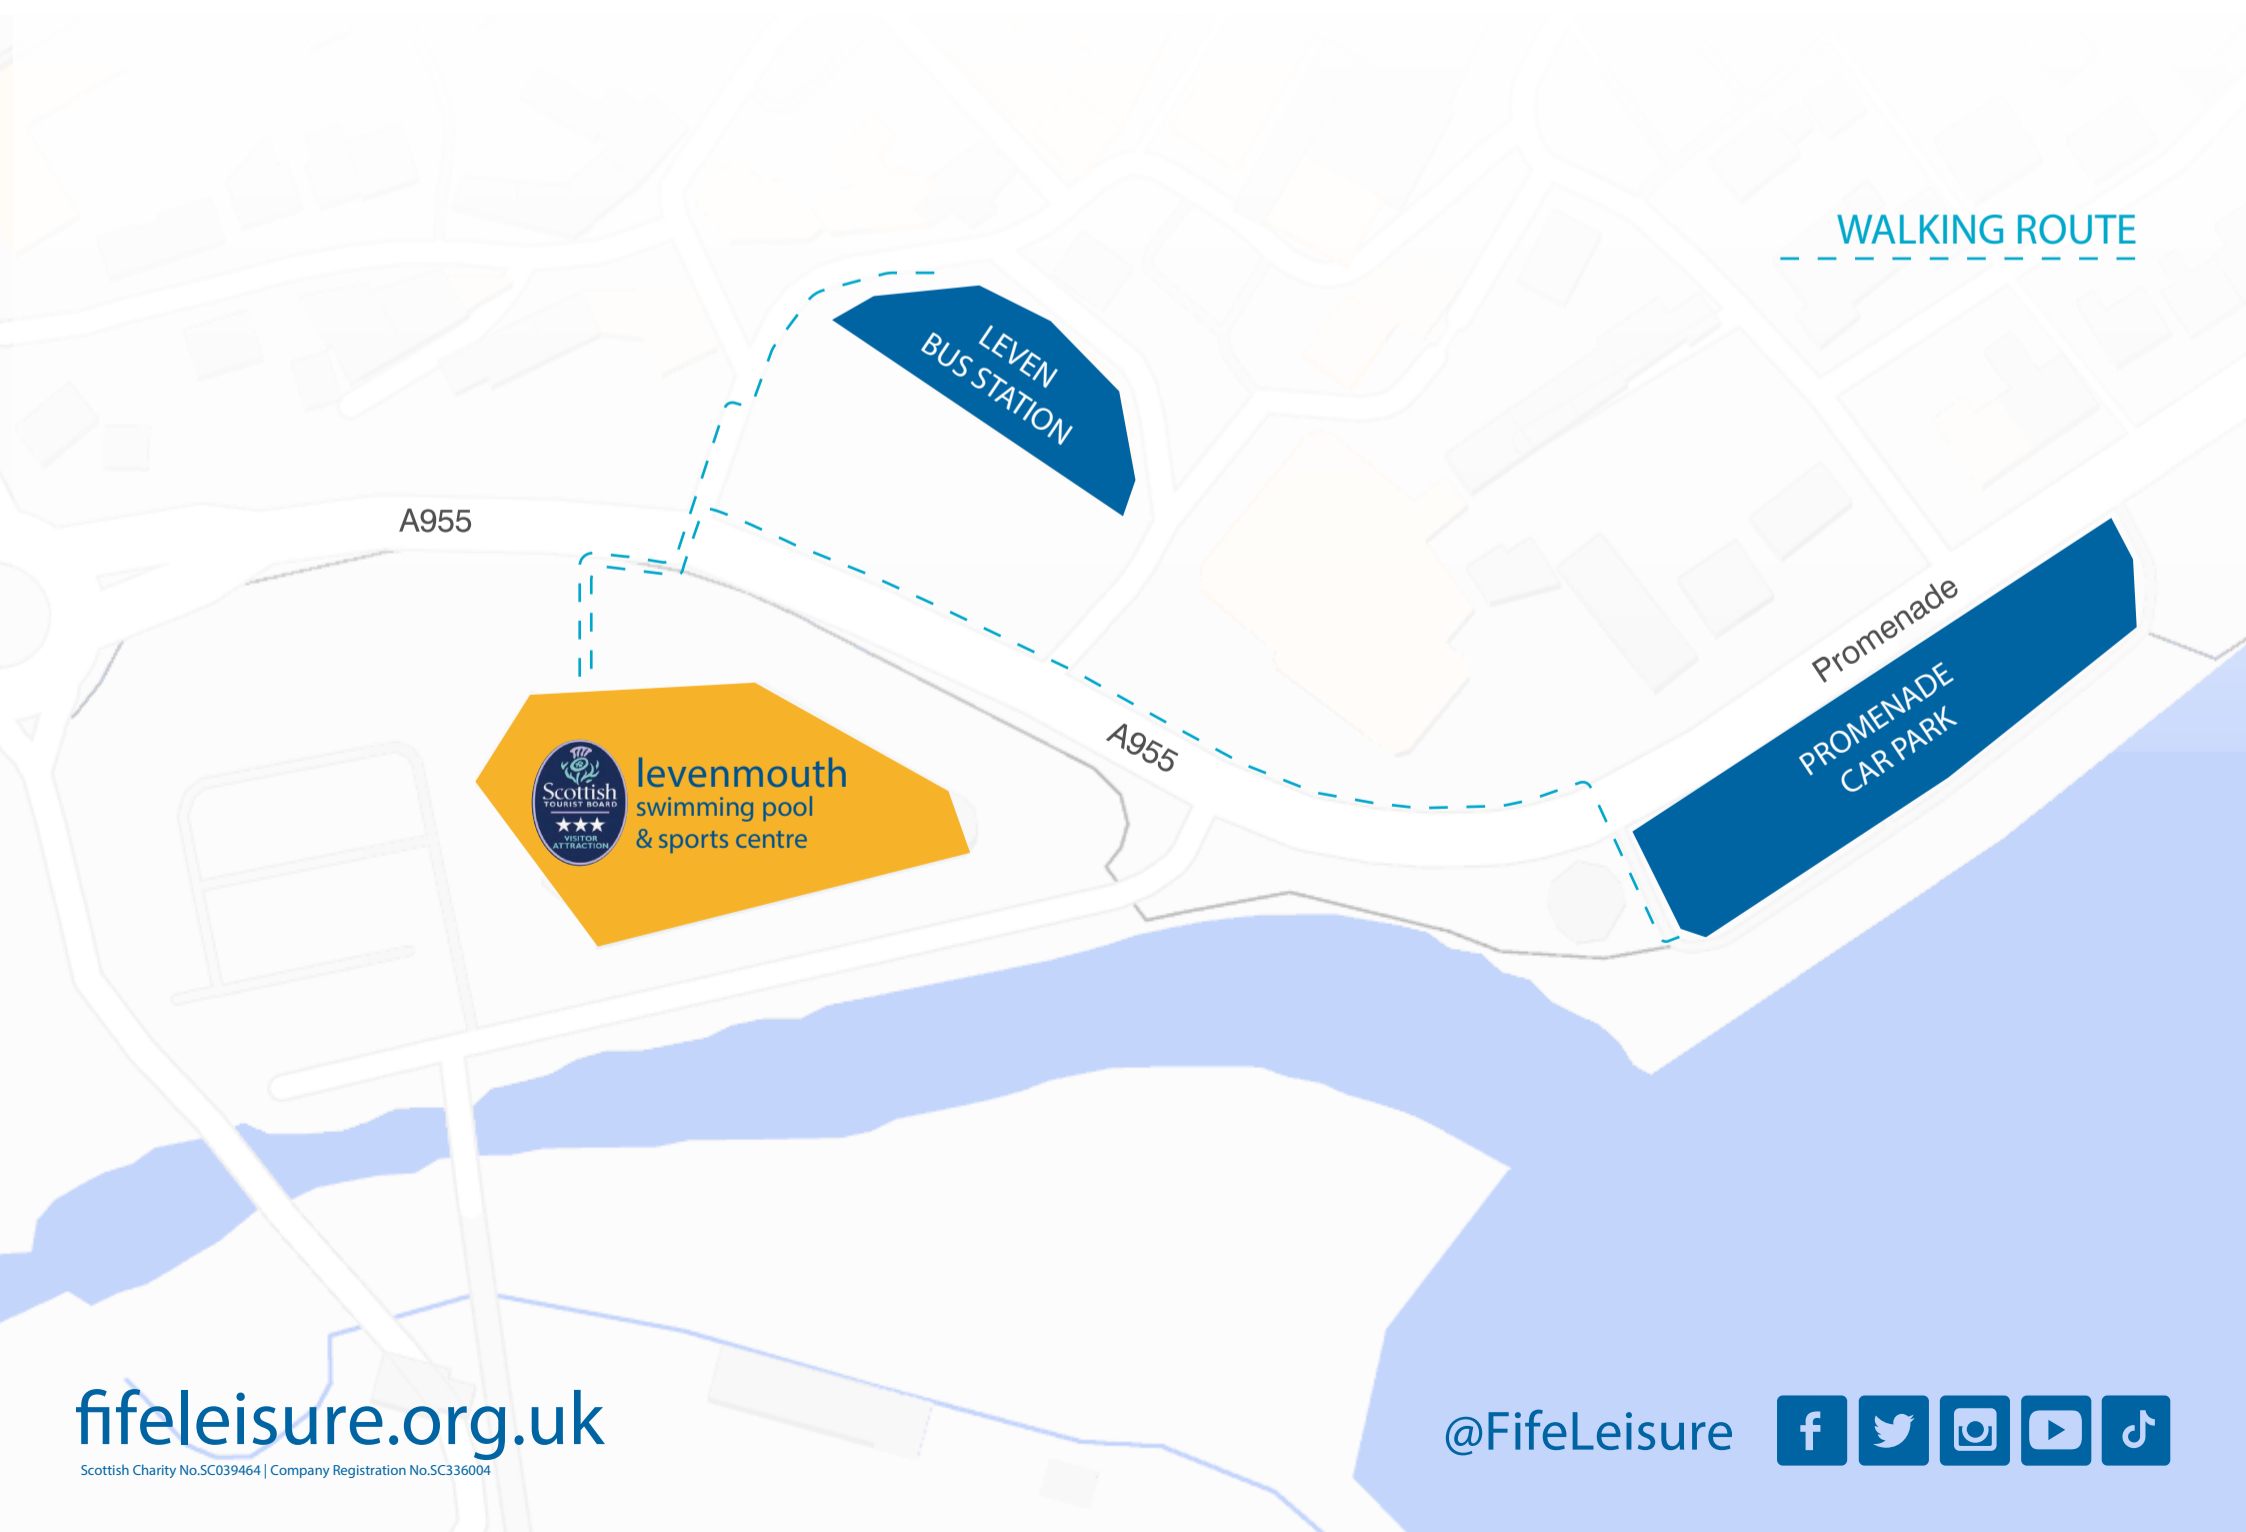 WALKING ROUTE
LEVEN
BUS STATION
A955
Promenade
PROMENADE
CAR PARK
A955
Scottish
TOURIST BOARD
VISITOR
ATTRACTION
levenmouth
swimming pool
& sports centre
fifeleisure.org.uk
Scottish Charity No.SC039464 | Company Registration No.SC336004
@FifeLeisure